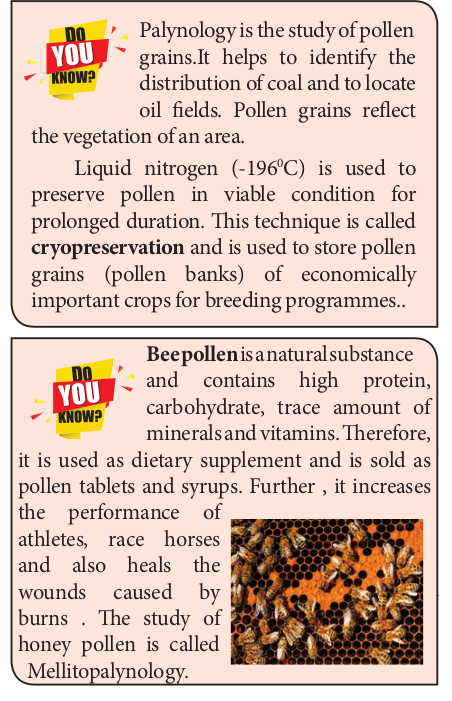 DO
YOU
KNOW?
Palynology is the study of pollen
grains.It helps to identify the
distribution of coal and to locate
oil fields. Pollen grains reflect
the vegetation of an area.
Liquid nitrogen (-196⁰C) is used to
preserve pollen in viable condition for
prolonged duration. This technique is called
cryopreservation and is used to store pollen
grains (pollen banks) of economically
important crops for breeding programmes..
DO
YOU
KNOW?
Bee pollen is a natural substance
and contains high protein,
carbohydrate, trace amount of
minerals and vitamins. Therefore,
it is used as dietary supplement and is sold as
pollen tablets and syrups. Further , it increases
the performance of
athletes, race horses
and also heals the
wounds caused by
burns . The study of
honey pollen is called
Mellitopalynology.